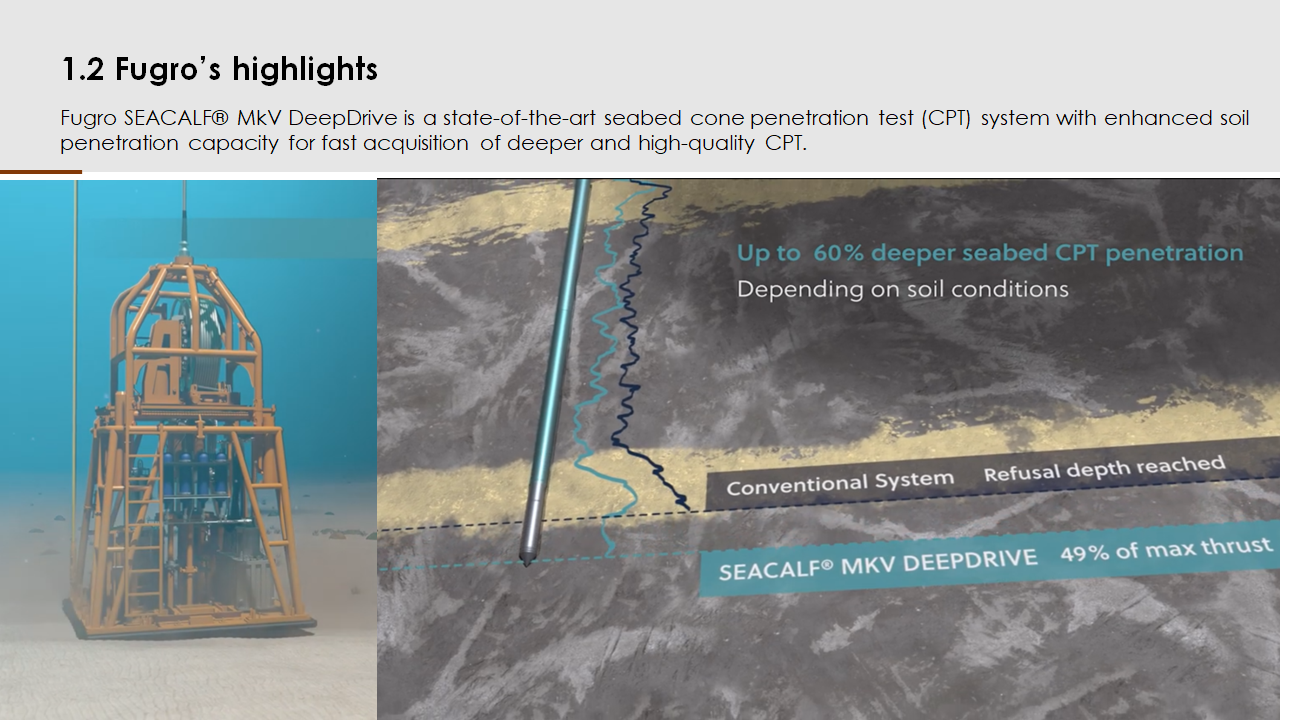 1.2 Fugro’s highlights
Fugro SEACALF® MkV DeepDrive is a state-of-the-art seabed cone penetration test (CPT) system with enhanced soil
penetration capacity for fast acquisition of deeper and high-quality CPT.
Up to 60% deeper seabed CPT penetration
Depending on soil conditions
Conventional System Refusal depth reached
SEACALF® MKV DEEPDRIVE 49% of max thrust